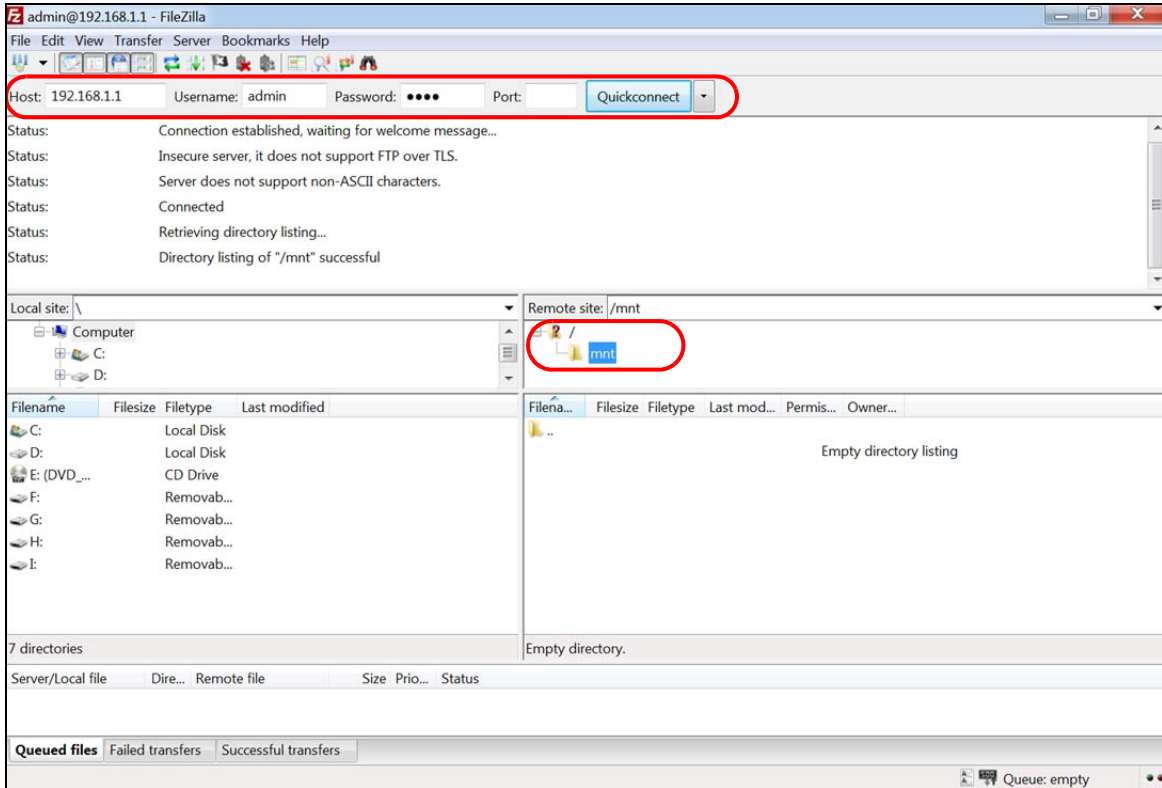 admin@192.168.1.1 - FileZilla
File Edit View Transfer Server Bookmarks Help
Host: 192.168.1.1 Username: admin Password: •••• Port: Quickconnect
Status: Connection established, waiting for welcome message...
Status: Insecure server, it does not support FTP over TLS.
Status: Server does not support non-ASCII characters.
Status: Connected
Status: Retrieving directory listing...
Status: Directory listing of "/mnt" successful
Local site: \ Remote site: /mnt
Computer ? /
C: mnt
D:
Filename Filesize Filetype Last modified Filena... Filesize Filetype Last mod... Permis... Owner...
C: Local Disk ..
D: Local Disk Empty directory listing
E: (DVD_... CD Drive
F: Removab...
G: Removab...
H: Removab...
I: Removab...
7 directories Empty directory.
Server/Local file Dire... Remote file Size Prio... Status
Queued files Failed transfers Successful transfers
Queue: empty